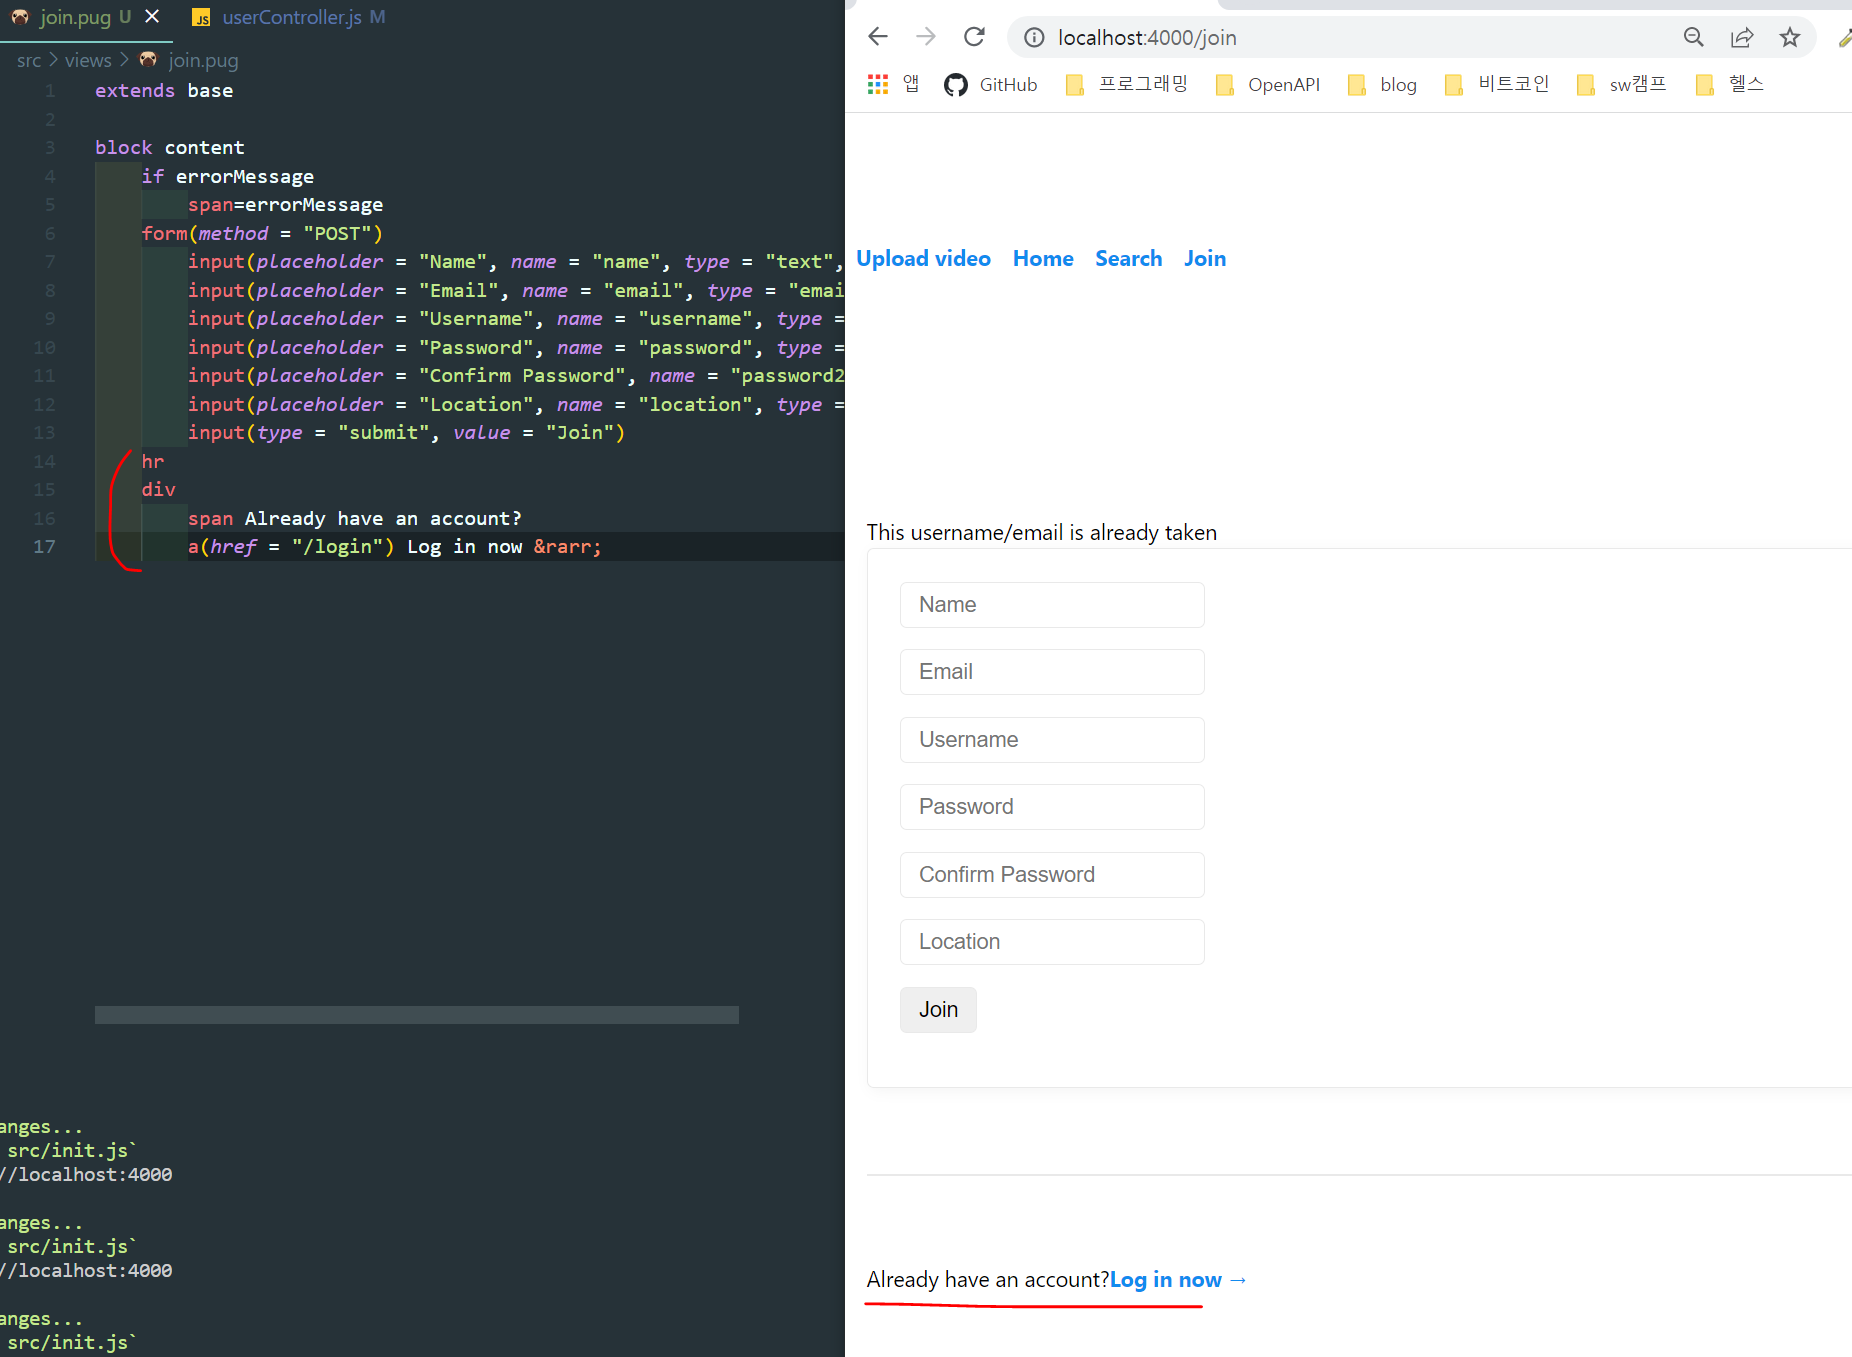 join.pug U
JS userController.js M
src > views > join.pug
1 extends base
2
3 block content
4 if errorMessage
5 span=errorMessage
6 form(method = "POST")
7 input(placeholder = "Name", name = "name", type = "text",
8 input(placeholder = "Email", name = "email", type = "emai
9 input(placeholder = "Username", name = "username", type =
10 input(placeholder = "Password", name = "password", type =
11 input(placeholder = "Confirm Password", name = "password2
12 input(placeholder = "Location", name = "location", type =
13 input(type = "submit", value = "Join")
14 hr
15 div
16 span Already have an account?
17 a(href = "/login") Log in now &rarr;
anges...
src/init.js`
//localhost:4000
anges...
src/init.js`
//localhost:4000
anges...
src/init.js`
localhost:4000/join
앱 GitHub 프로그래밍 OpenAPI blog 비트코인 sw캠프 헬스
Upload video Home Search Join
This username/email is already taken
Name
Email
Username
Password
Confirm Password
Location
Join
Already have an account?Log in now →